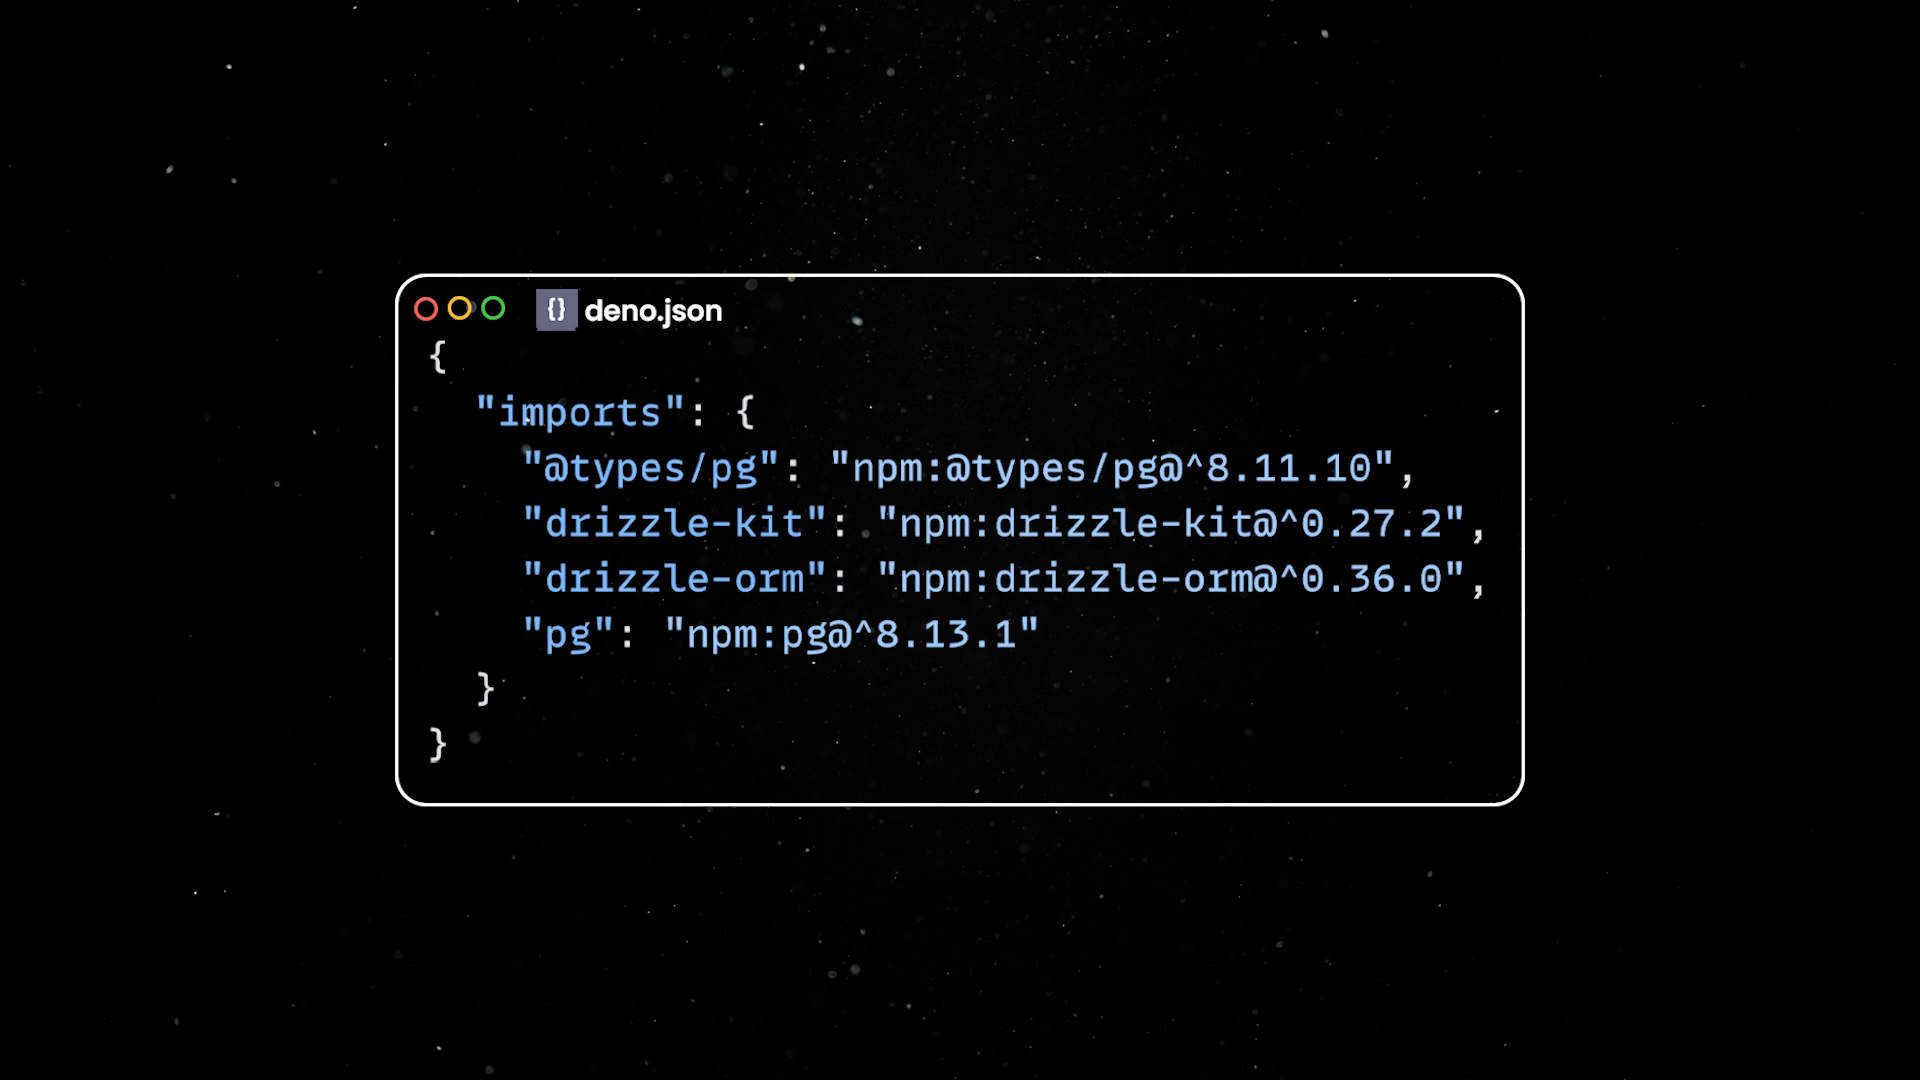 {} deno.json
{
"imports": {
"@types/pg": "npm:@types/pg@^8.11.10",
"drizzle-kit": "npm:drizzle-kit@^0.27.2",
"drizzle-orm": "npm:drizzle-orm@^0.36.0",
"pg": "npm:pg@^8.13.1"
}
}